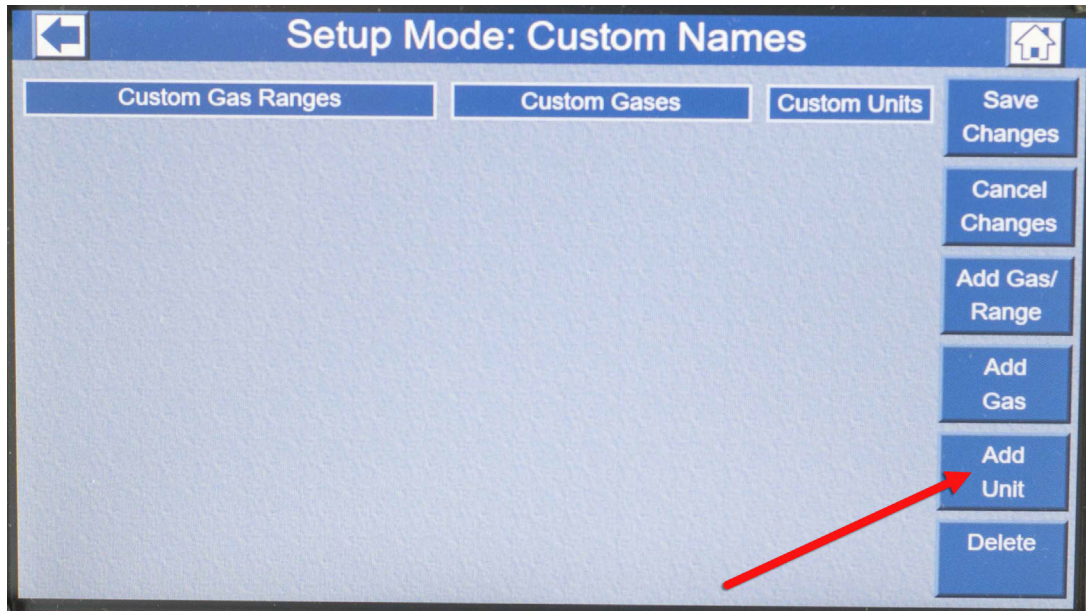 Setup Mode: Custom Names
Custom Gas Ranges
Custom Gases
Custom Units
Save
Changes
Cancel
Changes
Add Gas/
Range
Add
Gas
Add
Unit
Delete